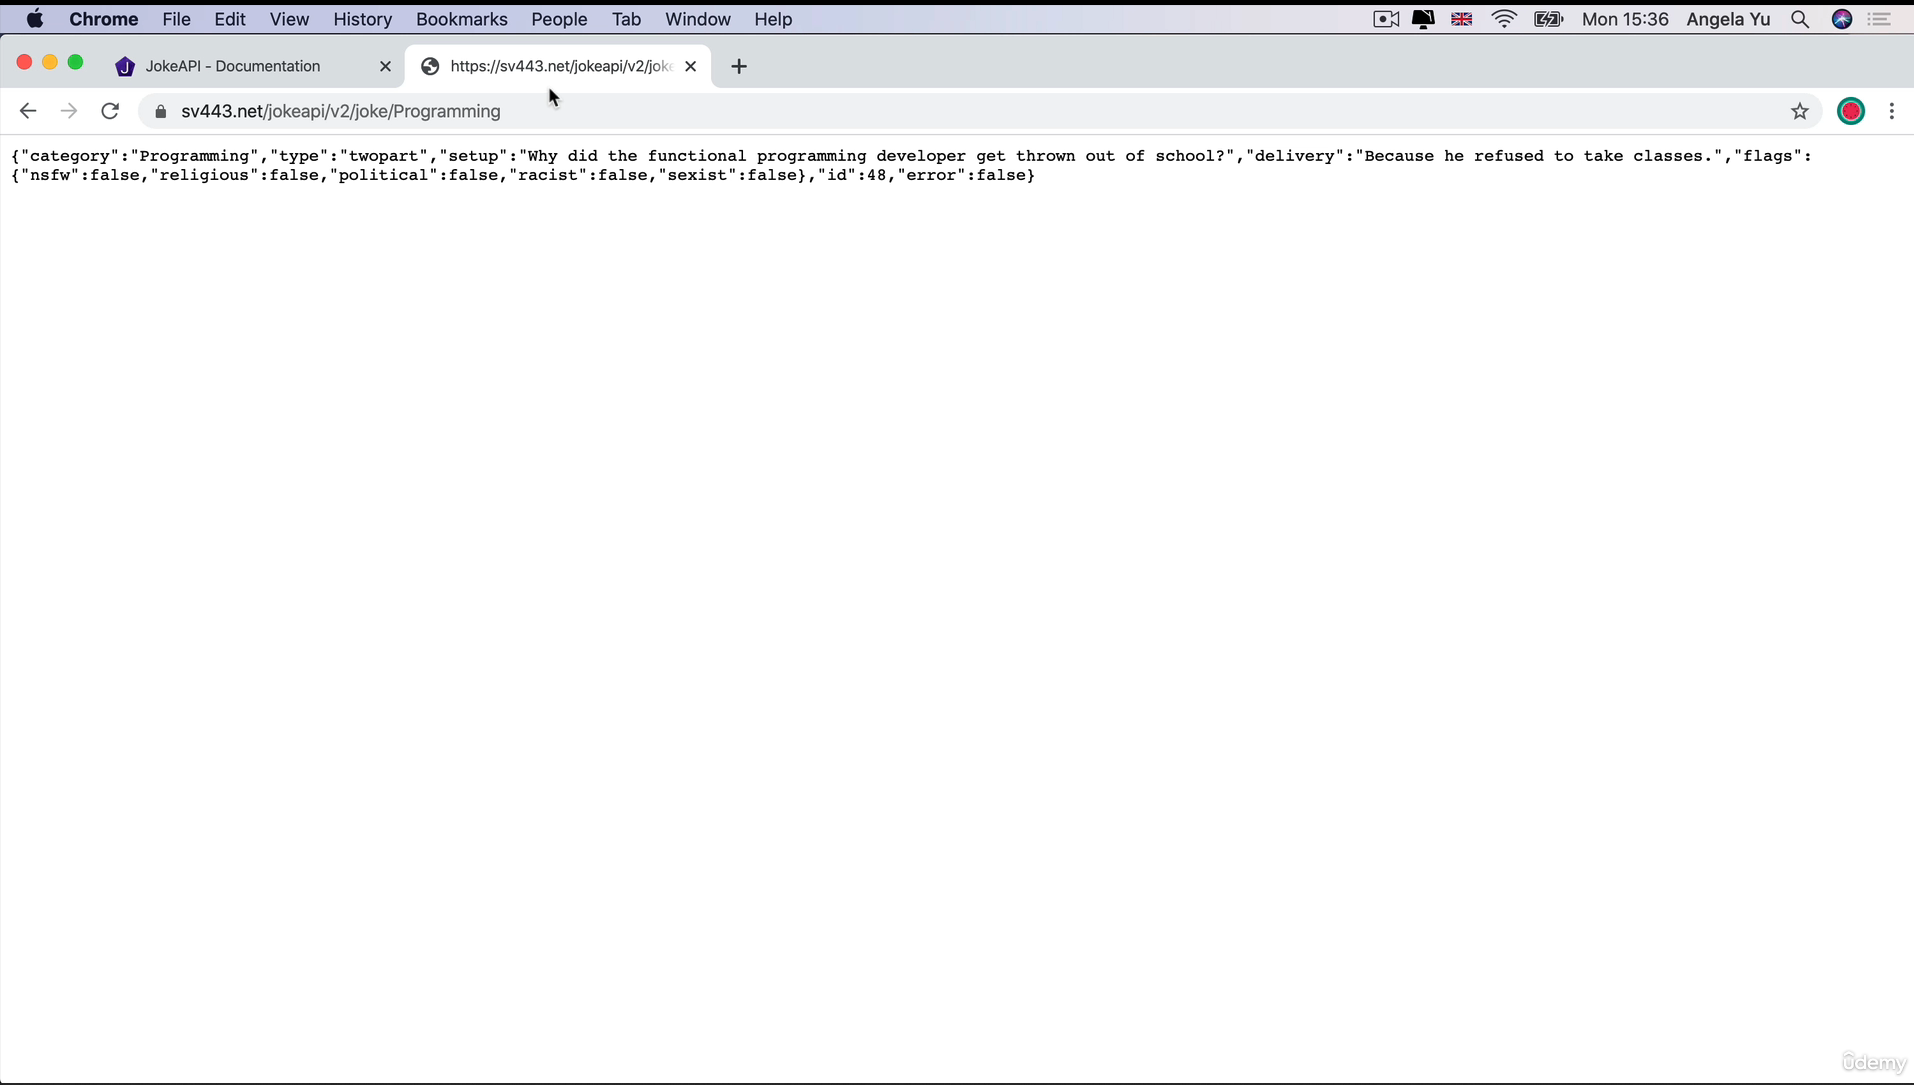 Chrome File Edit View History Bookmarks People Tab Window Help Mon 15:36 Angela Yu
JokeAPI - Documentation https://sv443.net/jokeapi/v2/joke
sv443.net/jokeapi/v2/joke/Programming
{"category":"Programming","type":"twopart","setup":"Why did the functional programming developer get thrown out of school?","delivery":"Because he refused to take classes.","flags":
{"nsfw":false,"religious":false,"political":false,"racist":false,"sexist":false},"id":48,"error":false}
ûdemy